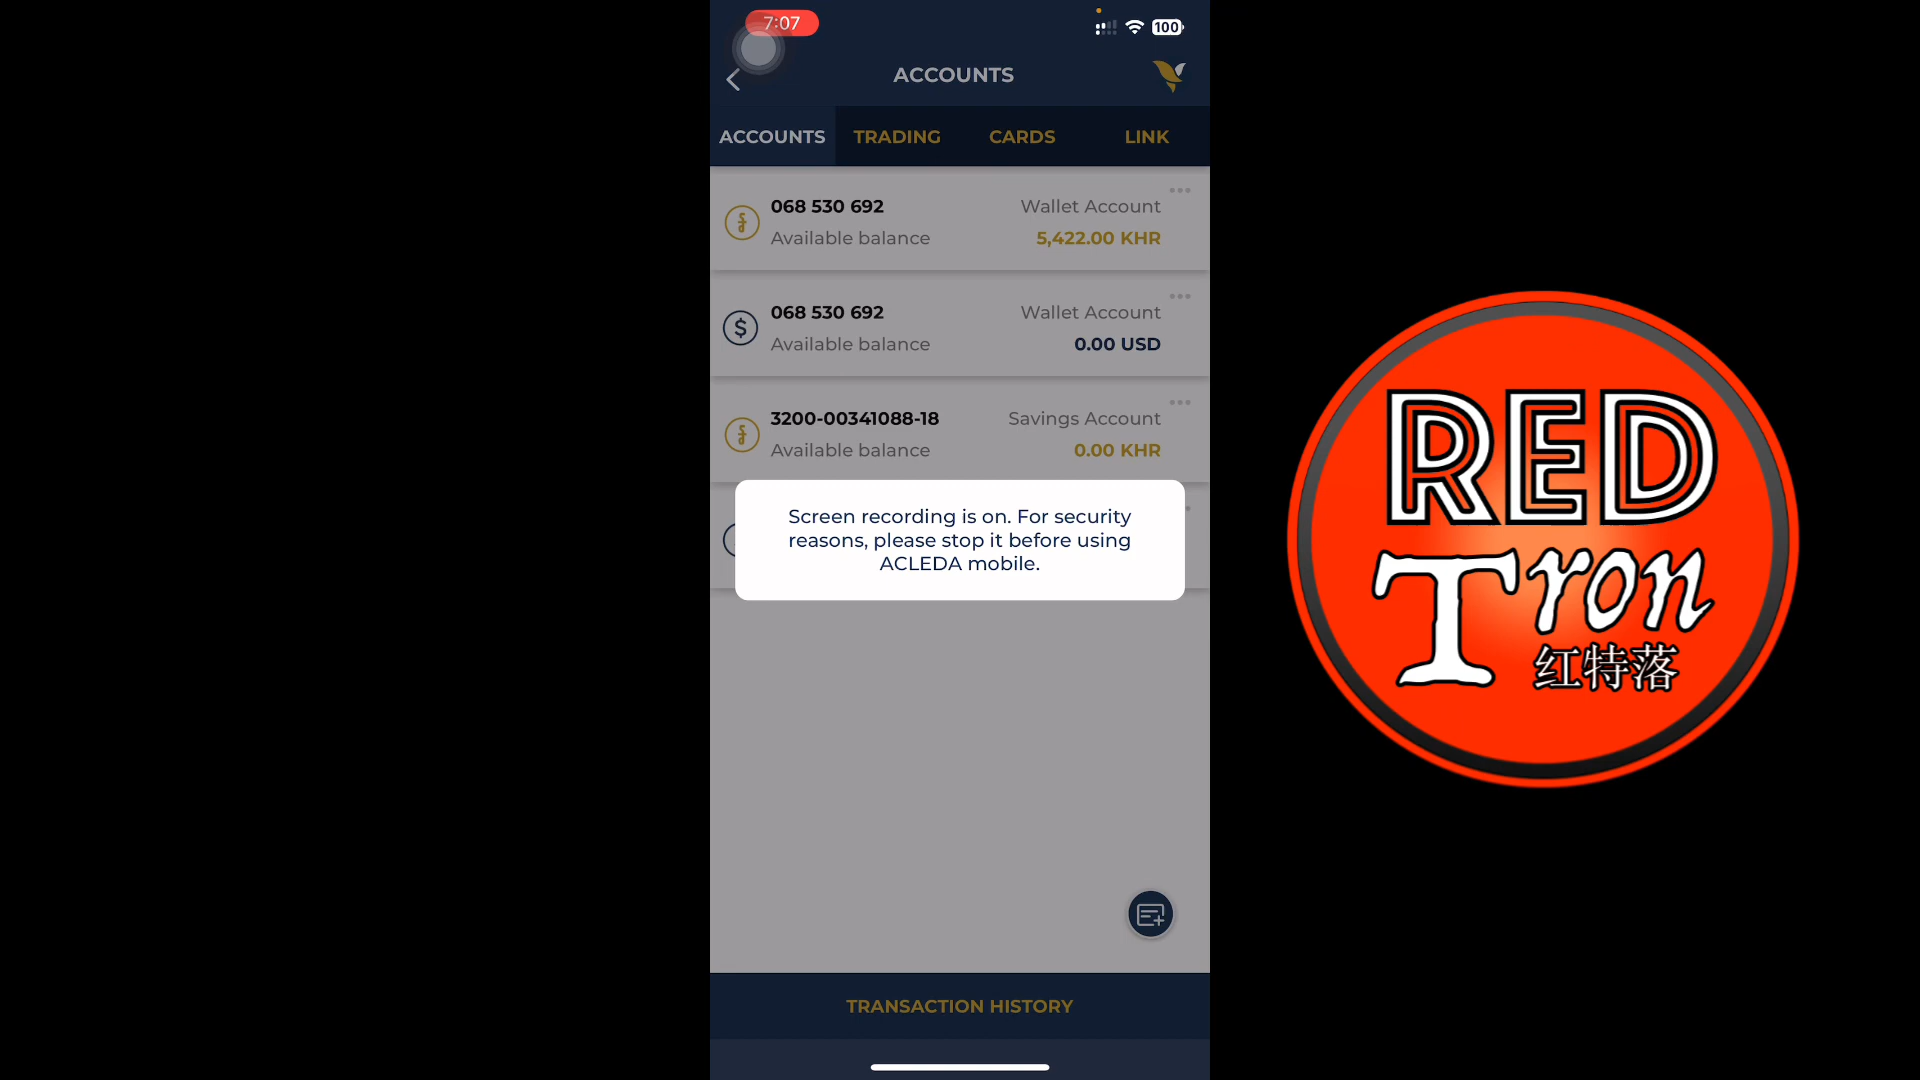 7:07
100
ACCOUNTS
ACCOUNTS TRADING CARDS LINK
068 530 692 Wallet Account
Available balance 5,422.00 KHR
068 530 692 Wallet Account
Available balance 0.00 USD
3200-00341088-18 Savings Account
Available balance 0.00 KHR
Screen recording is on. For security
reasons, please stop it before using
ACLEDA mobile.
TRANSACTION HISTORY
RED
Tron
红特落